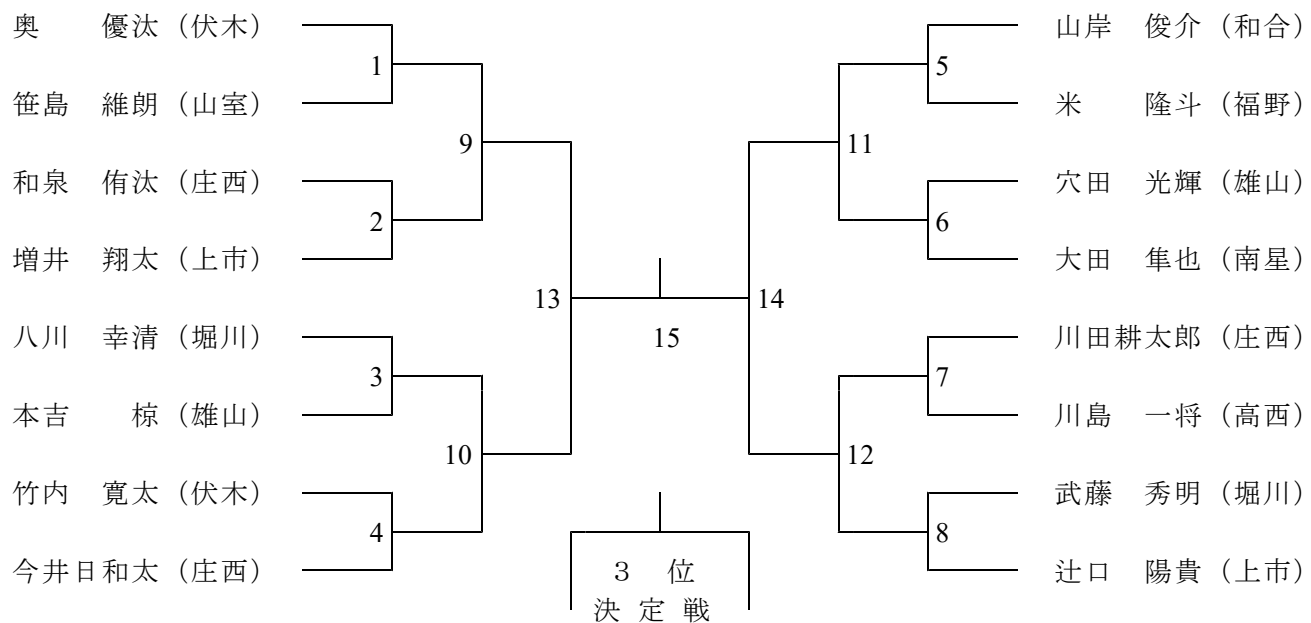 奥　　優汰（伏木）
1
笹島　維朗（山室）
9
和泉　侑汰（庄西）
2
増井　翔太（上市）
13
八川　幸清（堀川）
3
本吉　　椋（雄山）
10
竹内　寛太（伏木）
4
今井日和太（庄西）
15
３　位
決 定 戦
山岸　俊介（和合）
5
米　　隆斗（福野）
11
穴田　光輝（雄山）
6
大田　隼也（南星）
14
川田耕太郎（庄西）
7
川島　一将（高西）
12
武藤　秀明（堀川）
8
辻口　陽貴（上市）